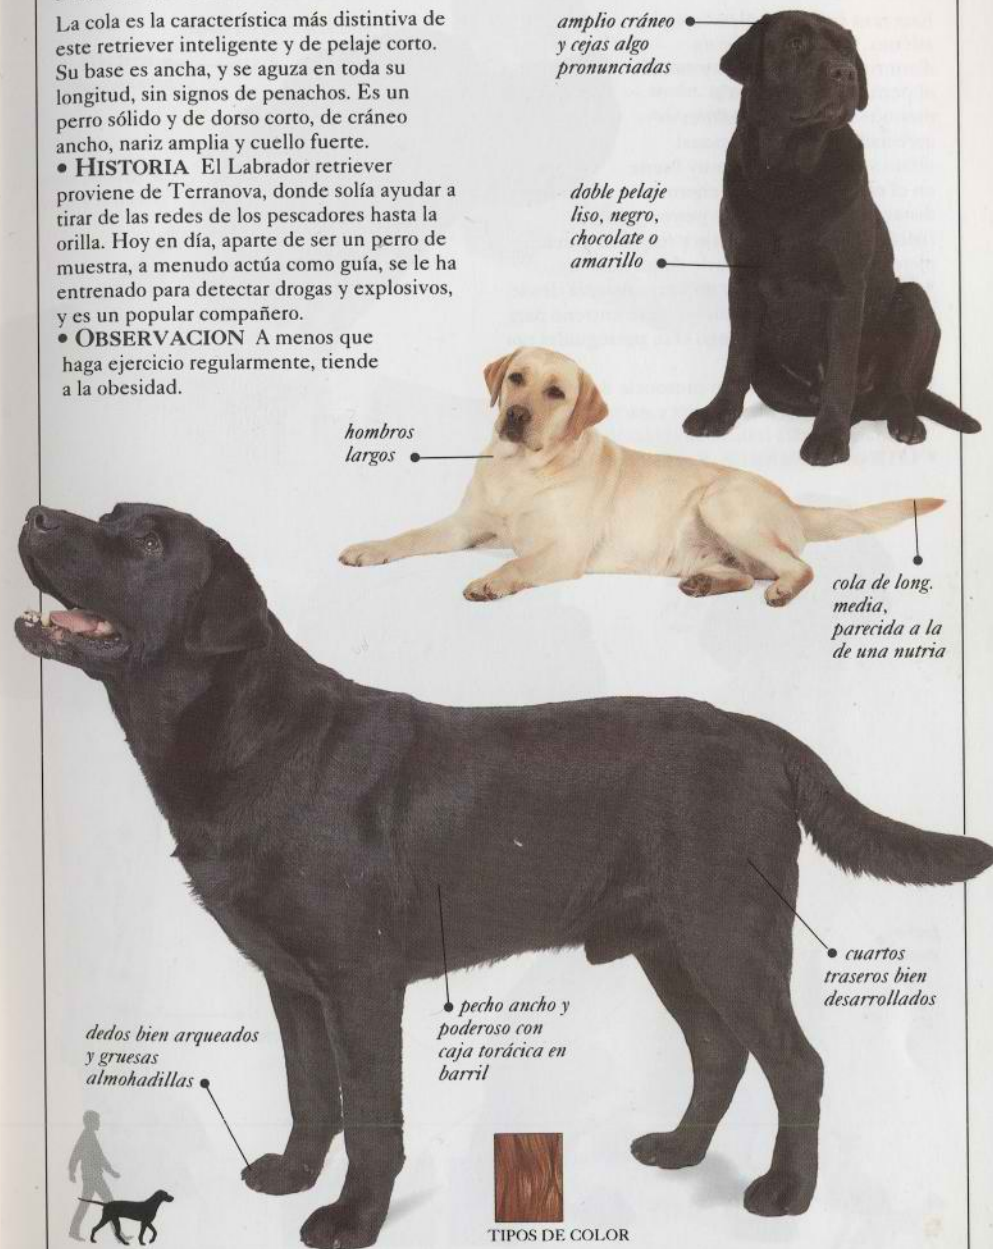 La cola es la característica más distintiva de
este retriever inteligente y de pelaje corto.
Su base es ancha, y se aguza en toda su
longitud, sin signos de penachos. Es un
perro sólido y de dorso corto, de cráneo
ancho, nariz amplia y cuello fuerte.
• HISTORIA El Labrador retriever
proviene de Terranova, donde solía ayudar a
tirar de las redes de los pescadores hasta la
orilla. Hoy en día, aparte de ser un perro de
muestra, a menudo actúa como guía, se le ha
entrenado para detectar drogas y explosivos,
y es un popular compañero.
• OBSERVACION A menos que
haga ejercicio regularmente, tiende
a la obesidad.
amplio cráneo
y cejas algo
pronunciadas
doble pelaje
liso, negro,
chocolate o
amarillo
hombros
largos
cola de long.
media,
parecida a la
de una nutria
cuartos
traseros bien
desarrollados
pecho ancho y
poderoso con
caja torácica en
barril
dedos bien arqueados
y gruesas
almohadillas
TIPOS DE COLOR